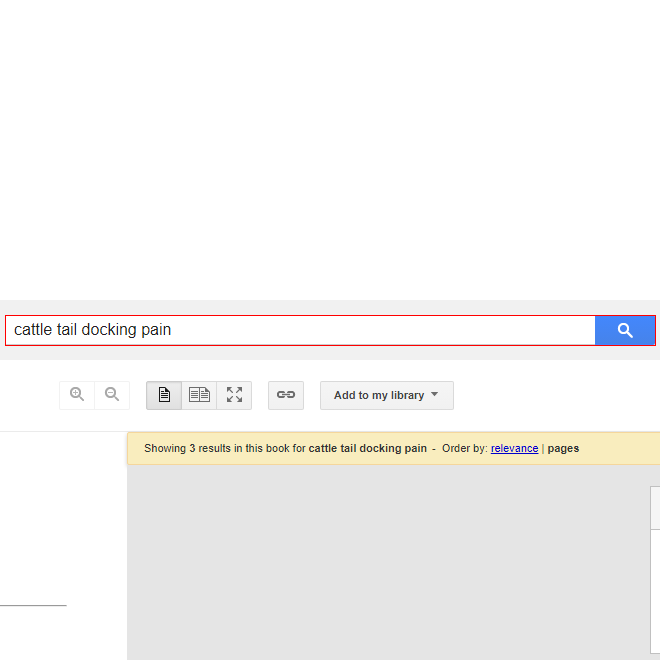 cattle tail docking pain
Add to my library
Showing 3 results in this book for cattle tail docking pain - Order by: relevance | pages